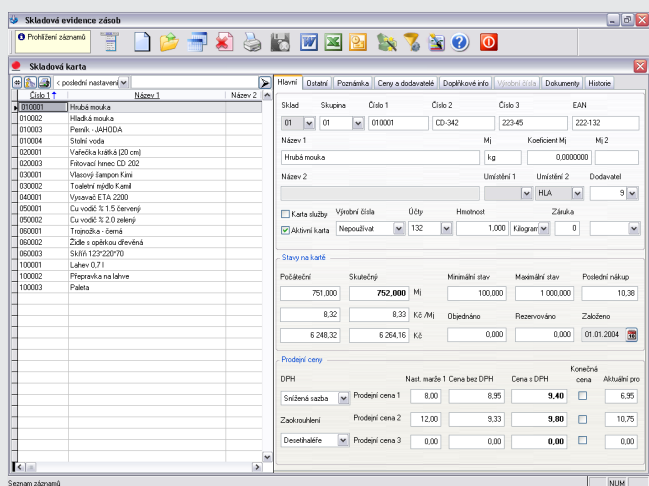 Skladová evidence zásob
Prohlížení záznamů
Skladová karta
< poslední nastavení
Číslo 1 Název 1 Název 2
010001 Hrubá mouka
010002 Hladká mouka
010003 Perník - JAHODA
010004 Stolní voda
020001 Vařečka krátká (20 cm)
020003 Fritovací hrnec CD 202
030001 Vlasový šampon Kimi
030002 Toaletní mýdlo Kamil
040001 Vysavač ETA 2200
050001 Cu vodič % 1.5 červený
050002 Cu vodič % 2.0 zelený
060001 Trojnožka - černá
060002 Židle s opěrkou dřevěná
060003 Skříň 123*220*70
100001 Lahev 0,7 l
100002 Přepravka na lahve
100003 Paleta
Hlavní Ostatní Poznámka Ceny a dodavatelé Doplňkové info Výrobní čísla Dokumenty Historie
Sklad Skupina Číslo 1 Číslo 2 Číslo 3 EAN
01 01 010001 CD-342 223-45 222-132
Název 1 Mj Koeficient Mj Mj 2
Hrubá mouka kg 0,0000000
Název 2 Umístění 1 Umístění 2 Dodavatel
HLA 9
Karta služby Výrobní čísla Účty Hmotnost Záruka
Aktivní karta Nepoužívat 132 1,000 Kilogram 0
Stavy na kartě
Počáteční Skutečný Minimální stav Maximální stav Poslední nákup
751,000 752,000 Mj 100,000 1 000,000 10,38
8,32 8,33 Kč /Mj Objednáno Rezervováno Založeno
6 248,32 6 264,16 Kč 0,000 0,000 01.01.2004
Prodejní ceny
DPH Nast. marže 1 Cena bez DPH Cena s DPH Konečná cena Aktuální pro
Snížená sazba Prodejní cena 1 8,00 8,95 9,40 6,95
Zaokrouhlení Prodejní cena 2 12,00 9,33 9,80 10,75
Desetihaléře Prodejní cena 3 0,00 0,00 0,00 0,00
Seznam záznamů NUM